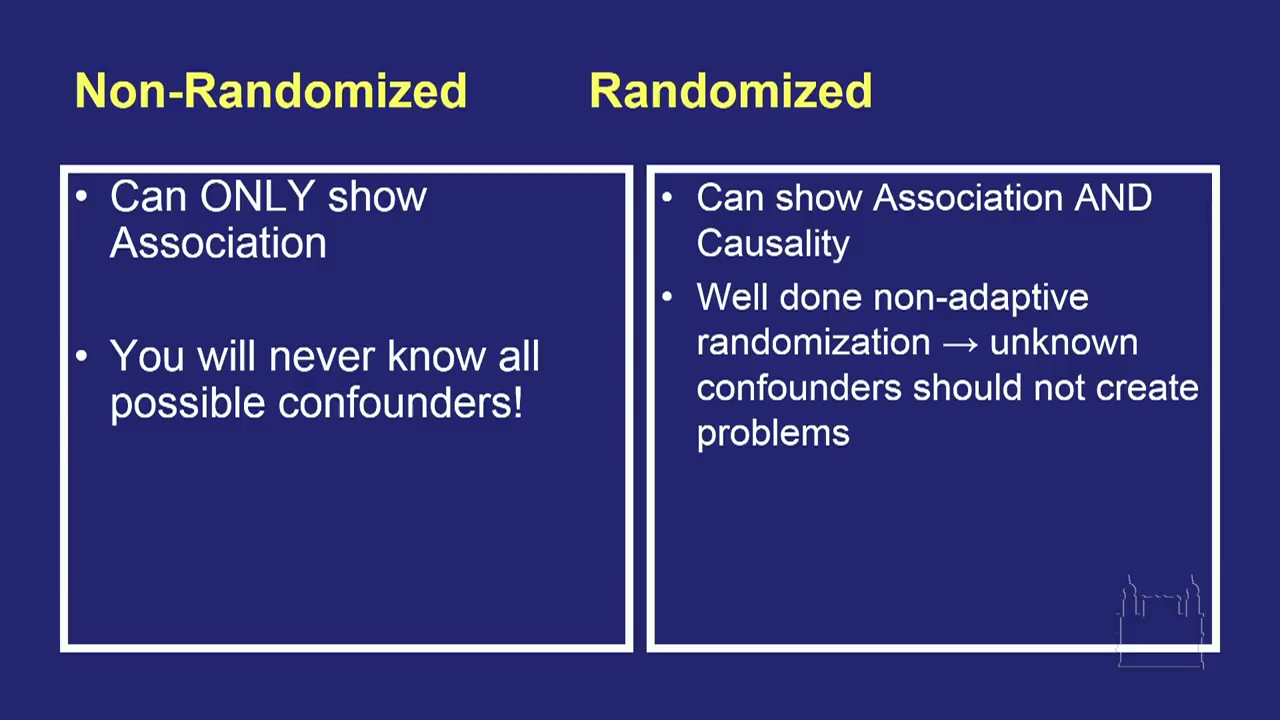 Non-Randomized
Randomized
• Can ONLY show
Association
• You will never know all
possible confounders!
• Can show Association AND
Causality
• Well done non-adaptive
randomization → unknown
confounders should not create
problems